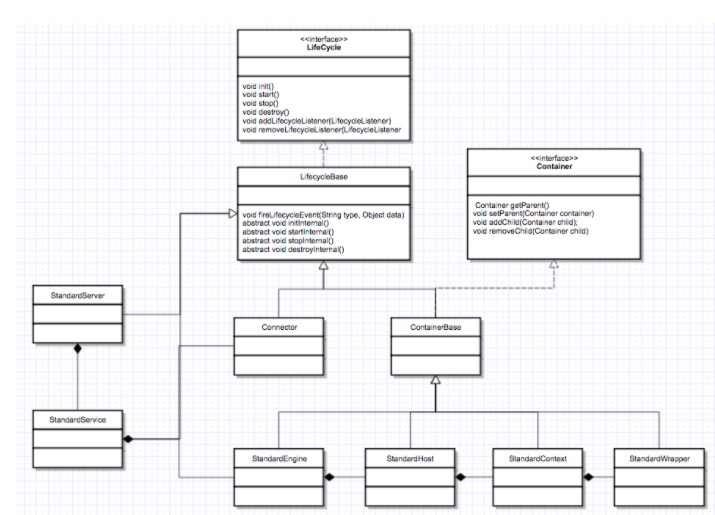 <<interface>>
LifeCycle
void init()
void start()
void stop()
void destroy()
void addLifecycleListener(LifecycleListener)
void removeLifecycleListener(LifecycleListener
LifecycleBase
void fireLifecycleEvent(String type, Object data)
abstract void initInternal()
abstract void startInternal()
abstract void stopInternal()
abstract void destroyInternal()
<<interface>>
Container
Container getParent()
void setParent(Container container)
void addChild(Container child);
void removeChild(Container child)
StandardServer
Connector
ContainerBase
StandardService
StandardEngine
StandardHost
StandardContext
StandardWrapper